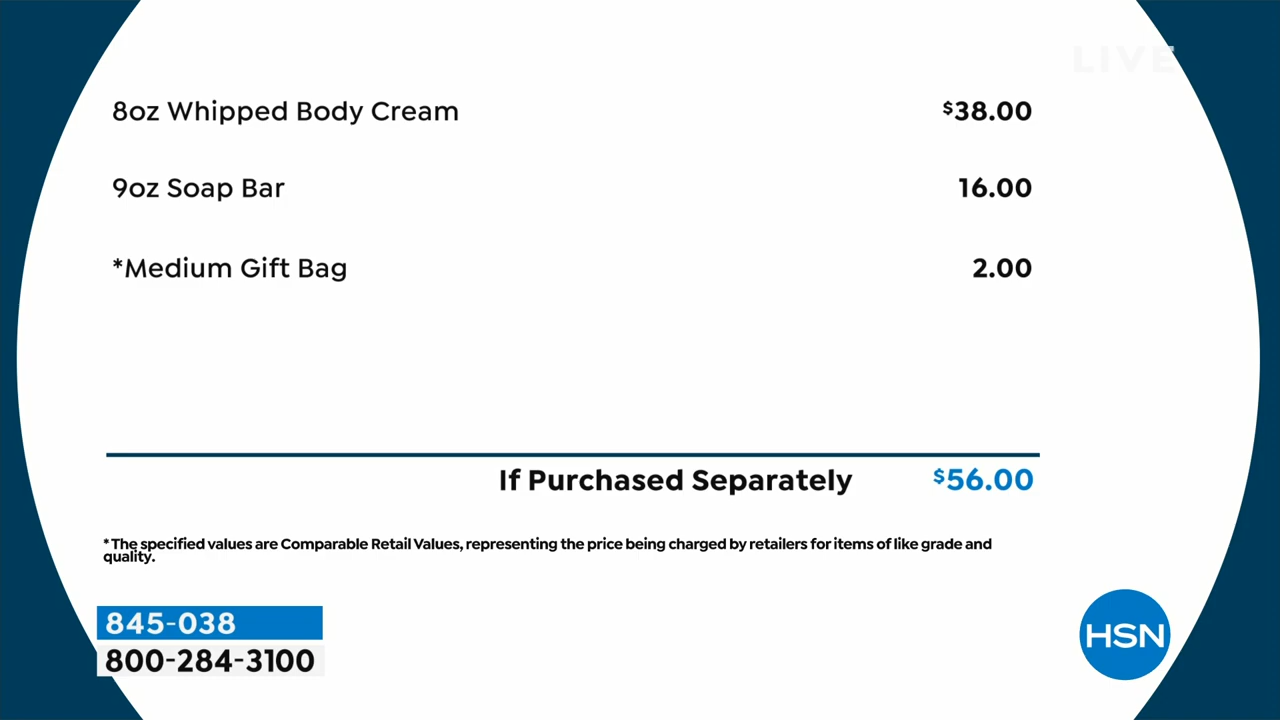 LIVE
8oz Whipped Body Cream $38.00
9oz Soap Bar 16.00
*Medium Gift Bag 2.00
If Purchased Separately $56.00
*The specified values are Comparable Retail Values, representing the price being charged by retailers for items of like grade and
quality.
845-038
800-284-3100
HSN